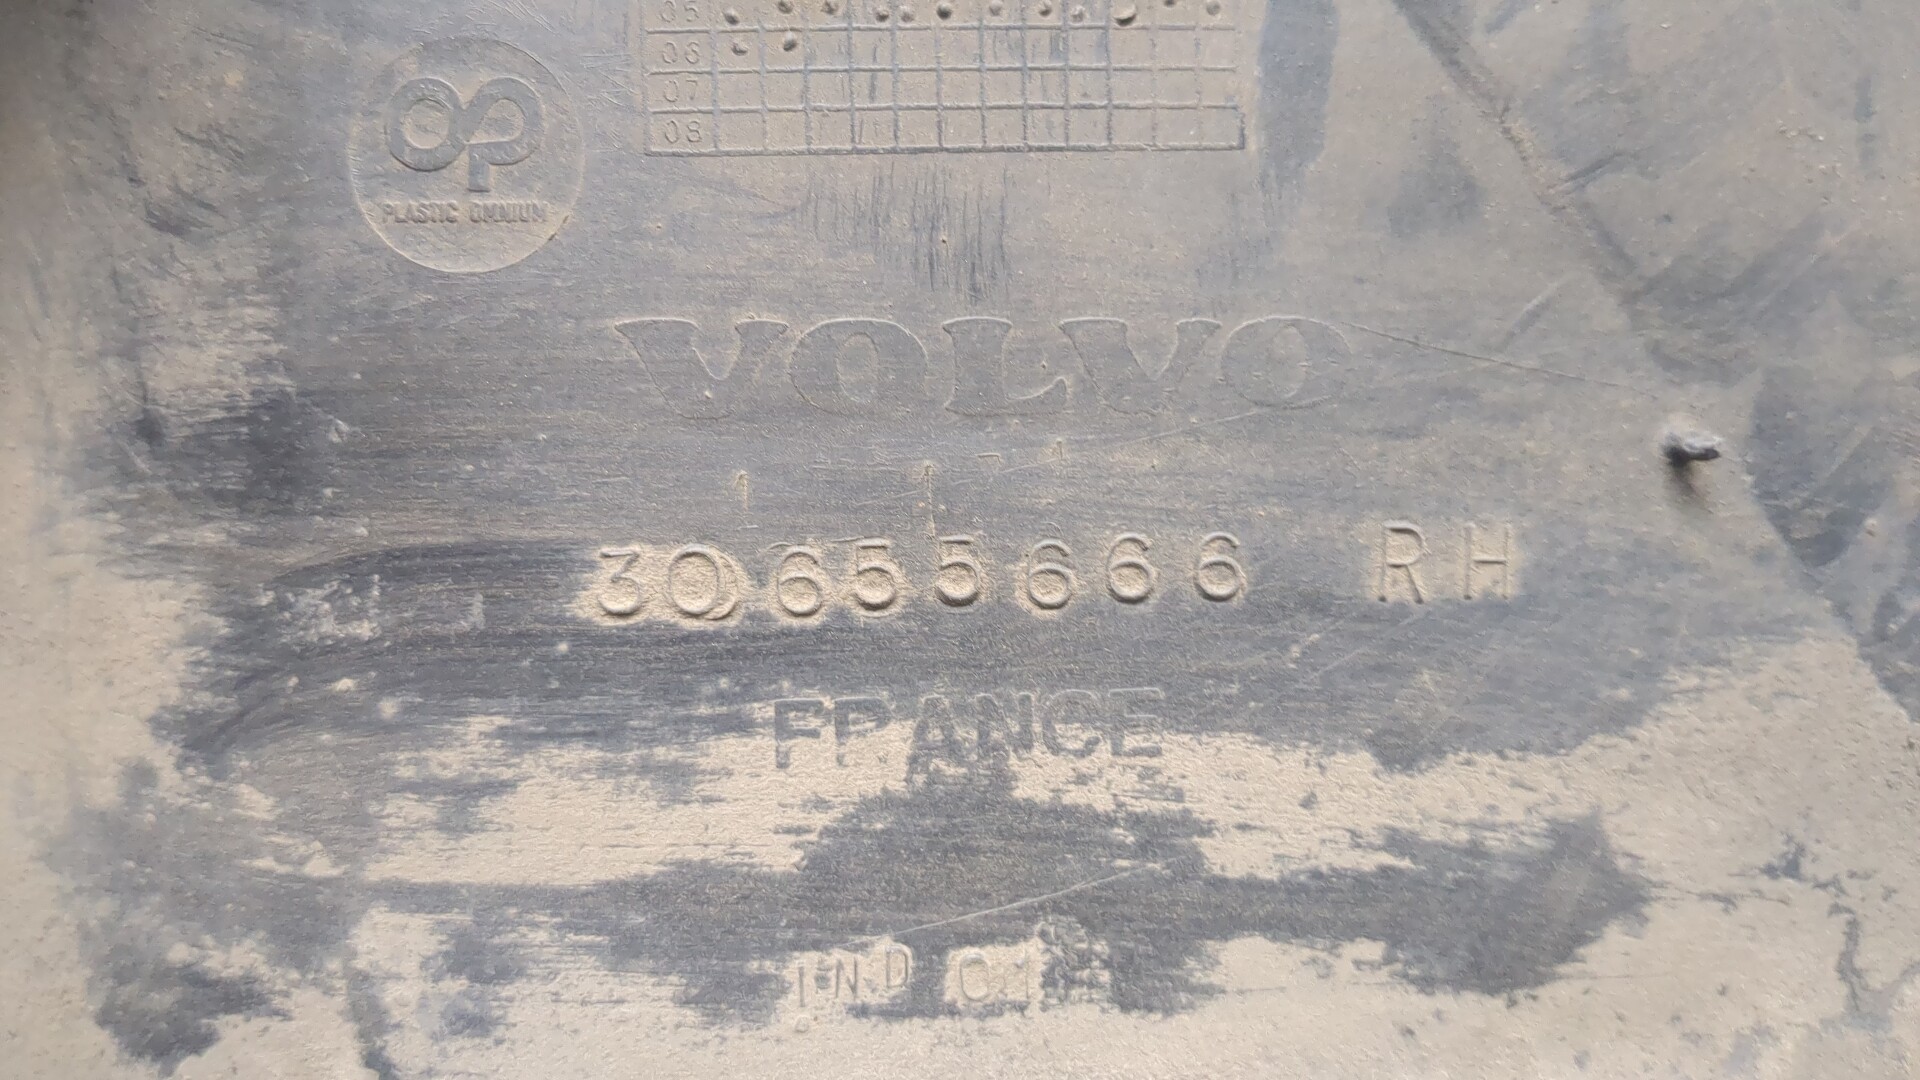 05
06
07
08
OP
PLASTIC OMNIUM
VOLVO
30655666 RH
FRANCE
IND 01